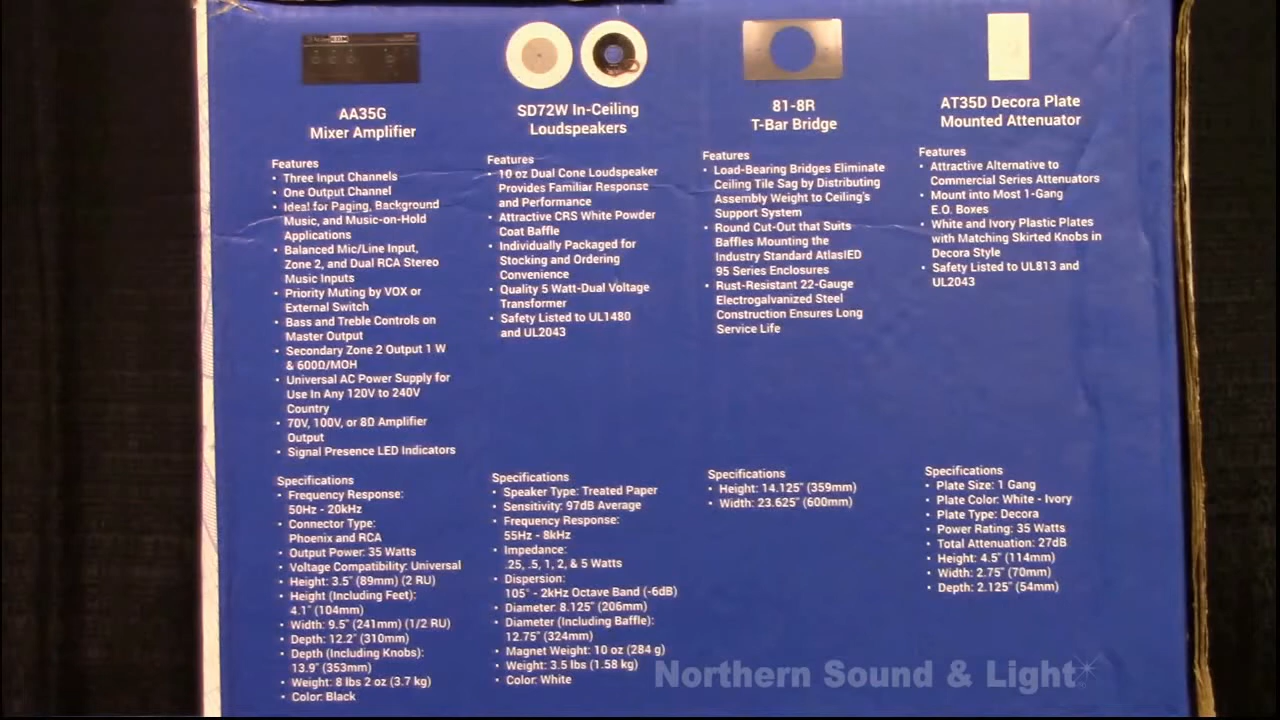 AA35G
Mixer Amplifier
Features
• Three Input Channels
• One Output Channel
• Ideal for Paging, Background
Music, and Music-on-Hold
Applications
• Balanced Mic/Line Input,
Zone 2, and Dual RCA Stereo
Music Inputs
• Priority Muting by VOX or
External Switch
• Bass and Treble Controls on
Master Output
• Secondary Zone 2 Output 1 W
& 600Ω/MOH
• Universal AC Power Supply for
Use In Any 120V to 240V
Country
• 70V, 100V, or 8Ω Amplifier
Output
• Signal Presence LED Indicators
Specifications
• Frequency Response:
50Hz - 20kHz
• Connector Type:
Phoenix and RCA
• Output Power: 35 Watts
• Voltage Compatibility: Universal
• Height: 3.5" (89mm) (2 RU)
• Height (Including Feet):
4.1" (104mm)
• Width: 9.5" (241mm) (1/2 RU)
• Depth: 12.2" (310mm)
• Depth (Including Knobs):
13.9" (353mm)
• Weight: 8 lbs 2 oz (3.7 kg)
• Color: Black
SD72W In-Ceiling
Loudspeakers
Features
• 10 oz Dual Cone Loudspeaker
Provides Familiar Response
and Performance
• Attractive CRS White Powder
Coat Baffle
• Individually Packaged for
Stocking and Ordering
Convenience
• Quality 5 Watt-Dual Voltage
Transformer
• Safety Listed to UL1480
and UL2043
Specifications
• Speaker Type: Treated Paper
• Sensitivity: 97dB Average
• Frequency Response:
55Hz - 8kHz
• Impedance:
.25, .5, 1, 2, & 5 Watts
• Dispersion:
105° - 2kHz Octave Band (-6dB)
• Diameter: 8.125" (206mm)
• Diameter (Including Baffle):
12.75" (324mm)
• Magnet Weight: 10 oz (284 g)
• Weight: 3.5 lbs (1.58 kg)
• Color: White
81-8R
T-Bar Bridge
Features
• Load-Bearing Bridges Eliminate
Ceiling Tile Sag by Distributing
Assembly Weight to Ceiling's
Support System
• Round Cut-Out that Suits
Baffles Mounting the
Industry Standard AtlasIED
95 Series Enclosures
• Rust-Resistant 22-Gauge
Electrogalvanized Steel
Construction Ensures Long
Service Life
Specifications
• Height: 14.125" (359mm)
• Width: 23.625" (600mm)
AT35D Decora Plate
Mounted Attenuator
Features
• Attractive Alternative to
Commercial Series Attenuators
• Mount into Most 1-Gang
E.O. Boxes
• White and Ivory Plastic Plates
with Matching Skirted Knobs in
Decora Style
• Safety Listed to UL813 and
UL2043
Specifications
• Plate Size: 1 Gang
• Plate Color: White - Ivory
• Plate Type: Decora
• Power Rating: 35 Watts
• Total Attenuation: 27dB
• Height: 4.5" (114mm)
• Width: 2.75" (70mm)
• Depth: 2.125" (54mm)
Northern Sound & Light